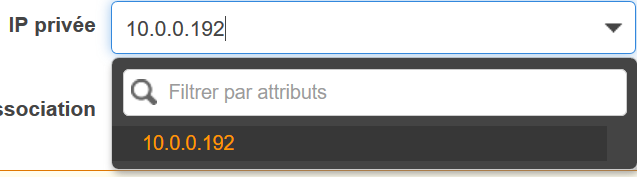 IP privée
10.0.0.192
Filtrer par attributs
ssociation
10.0.0.192